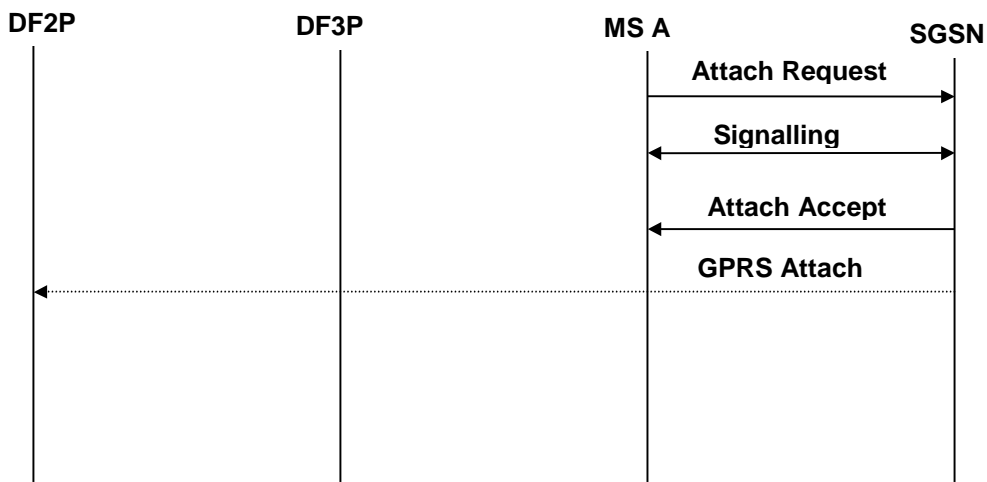 DF2P DF3P MS A SGSN
Attach Request
Signalling
Attach Accept
GPRS Attach